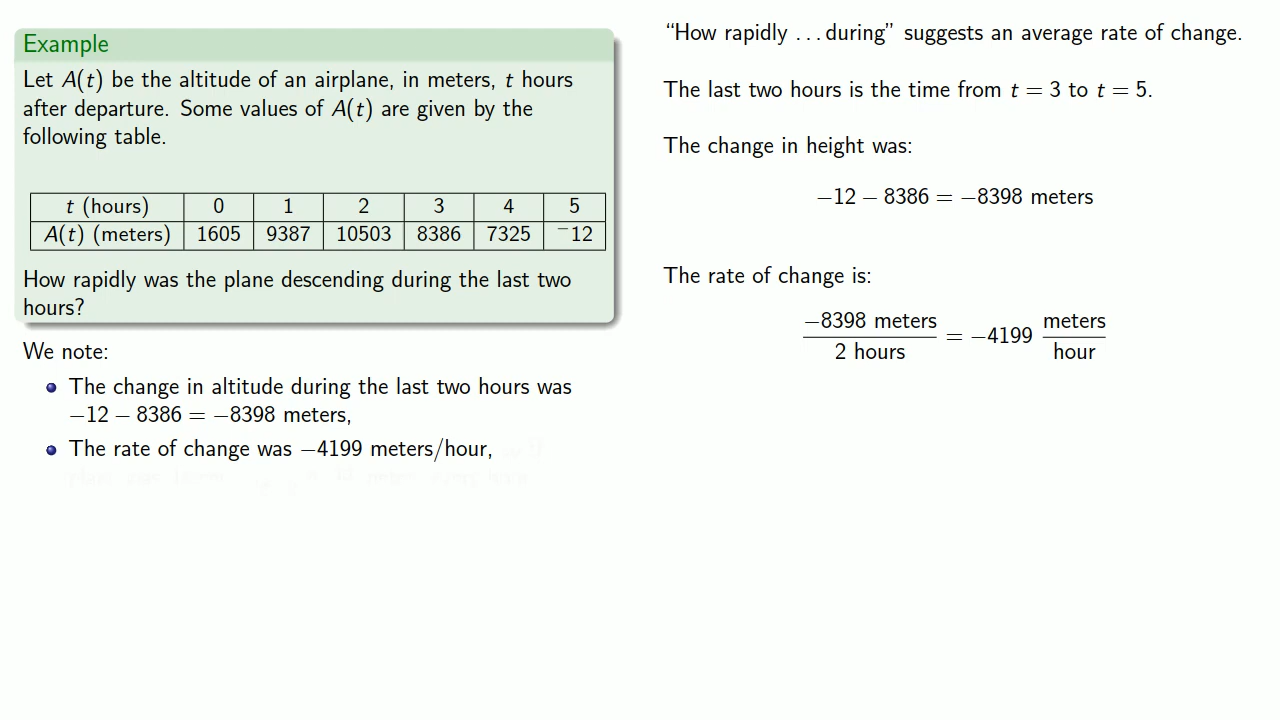 Example
Let A(t) be the altitude of an airplane, in meters, t hours
after departure. Some values of A(t) are given by the
following table.
t (hours) 0 1 2 3 4 5
A(t) (meters) 1605 9387 10503 8386 7325 ⁻12
How rapidly was the plane descending during the last two
hours?
We note:
The change in altitude during the last two hours was
−12 − 8386 = −8398 meters,
The rate of change was −4199 meters/hour,
“How rapidly ...during” suggests an average rate of change.
The last two hours is the time from t = 3 to t = 5.
The change in height was:
−12 − 8386 = −8398 meters
The rate of change is:
−8398 meters / 2 hours = −4199 meters / hour